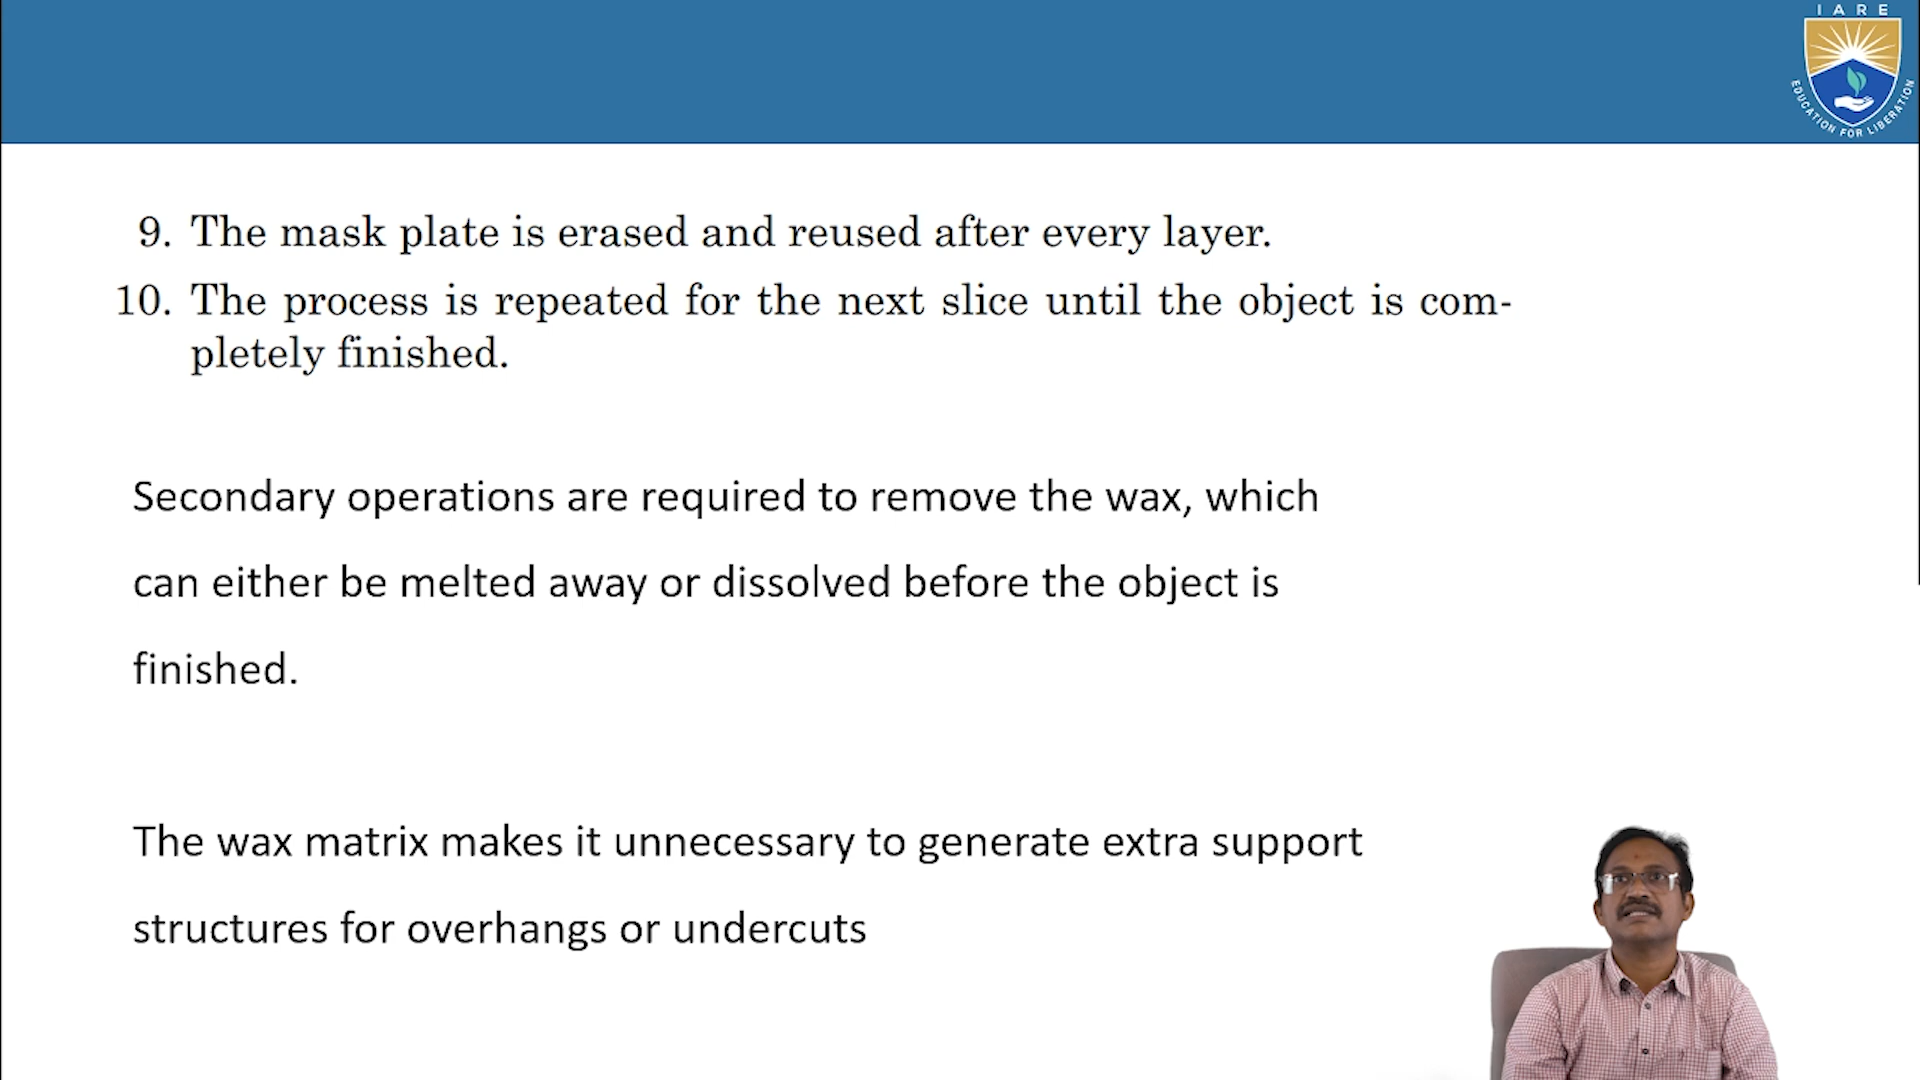 IARE
EDUCATION FOR LIBERATION
9. The mask plate is erased and reused after every layer.
10. The process is repeated for the next slice until the object is com-
pletely finished.
Secondary operations are required to remove the wax, which
can either be melted away or dissolved before the object is
finished.
The wax matrix makes it unnecessary to generate extra support
structures for overhangs or undercuts